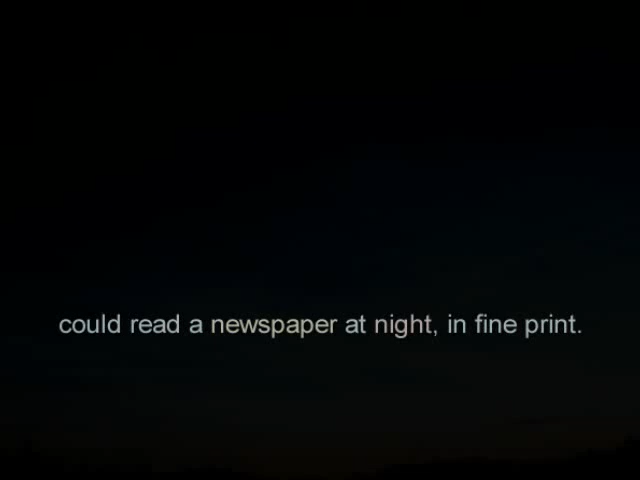 could read a newspaper at night, in fine print.